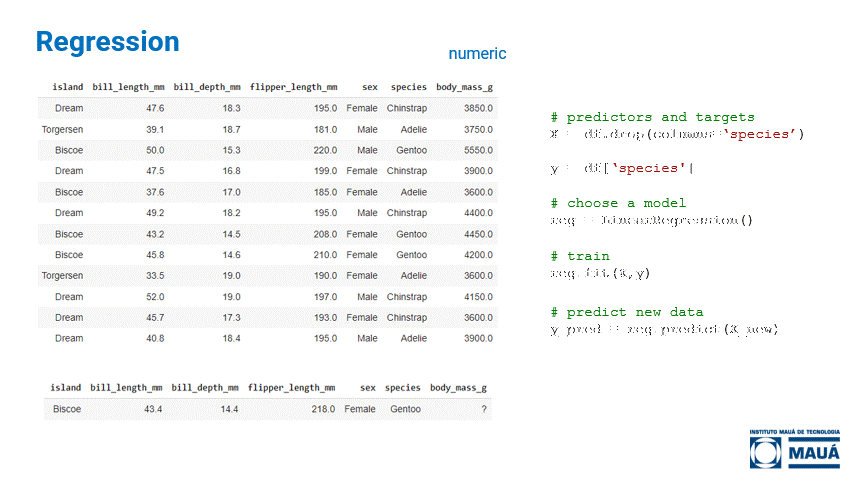 Regression
numeric
island bill_length_mm bill_depth_mm flipper_length_mm sex species body_mass_g
Dream 47.6 18.3 195.0 Female Chinstrap 3850.0
Torgersen 39.1 18.7 181.0 Male Adelie 3750.0
Biscoe 50.0 15.3 220.0 Male Gentoo 5550.0
Dream 47.5 16.8 199.0 Female Chinstrap 3900.0
Biscoe 37.6 17.0 185.0 Female Adelie 3600.0
Dream 49.2 18.2 195.0 Male Chinstrap 4400.0
Biscoe 43.2 14.5 208.0 Female Gentoo 4450.0
Biscoe 45.8 14.6 210.0 Female Gentoo 4200.0
Torgersen 33.5 19.0 190.0 Female Adelie 3600.0
Dream 52.0 19.0 197.0 Male Chinstrap 4150.0
Dream 45.7 17.3 193.0 Female Chinstrap 3600.0
Dream 40.8 18.4 195.0 Male Adelie 3900.0
island bill_length_mm bill_depth_mm flipper_length_mm sex species body_mass_g
Biscoe 43.4 14.4 218.0 Female Gentoo ?
# predictors and targets
X = df.drop(columns=‘species’)
y = df['species'[
# choose a model
reg = LinearRegression()
# train
reg.fit(X,y)
# predict new data
y_pred = reg.predict(X_new)
INSTITUTO MAUÁ DE TECNOLOGIA
MAUÁ